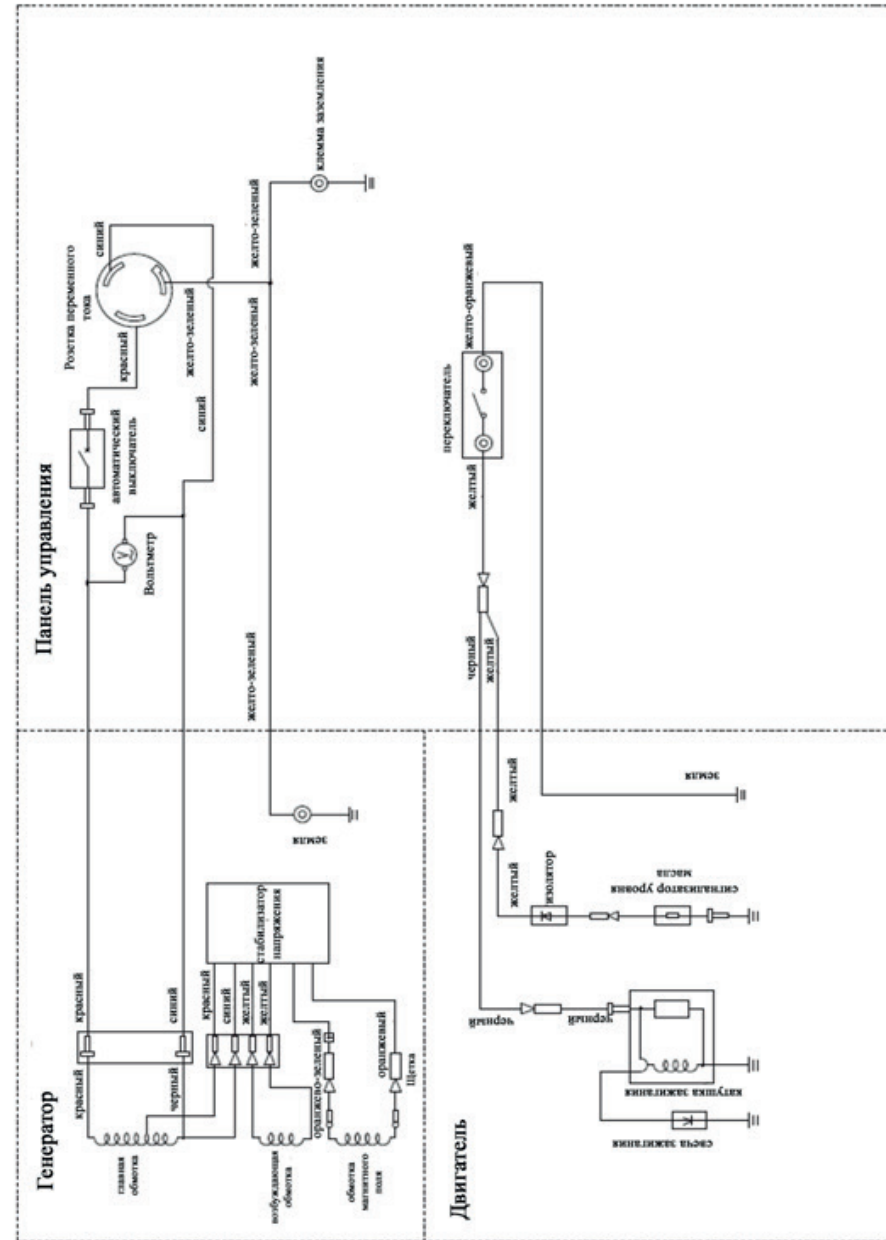 Генератор
главная
обмотка
красный
красный
черный
синий
возбуждающая
обмотка
красный
синий
желтый
желтый
стабилизатор
напряжения
обмотка
магнитного
поля
оранжево-зеленый
оранжевый
Щетка
земля
Панель управления
Вольтметр
автоматический
выключатель
Розетка переменного
тока
красный
синий
синий
желто-зеленый
желто-зеленый
желто-зеленый
желто-зеленый
клемма заземления
черный
желтый
желтый
переключатель
желто-оранжевый
Двигатель
свеча зажигания
катушка зажигания
черный
черный
сигнализатор уровня
масла
изолятор
желтый
желтый
земля